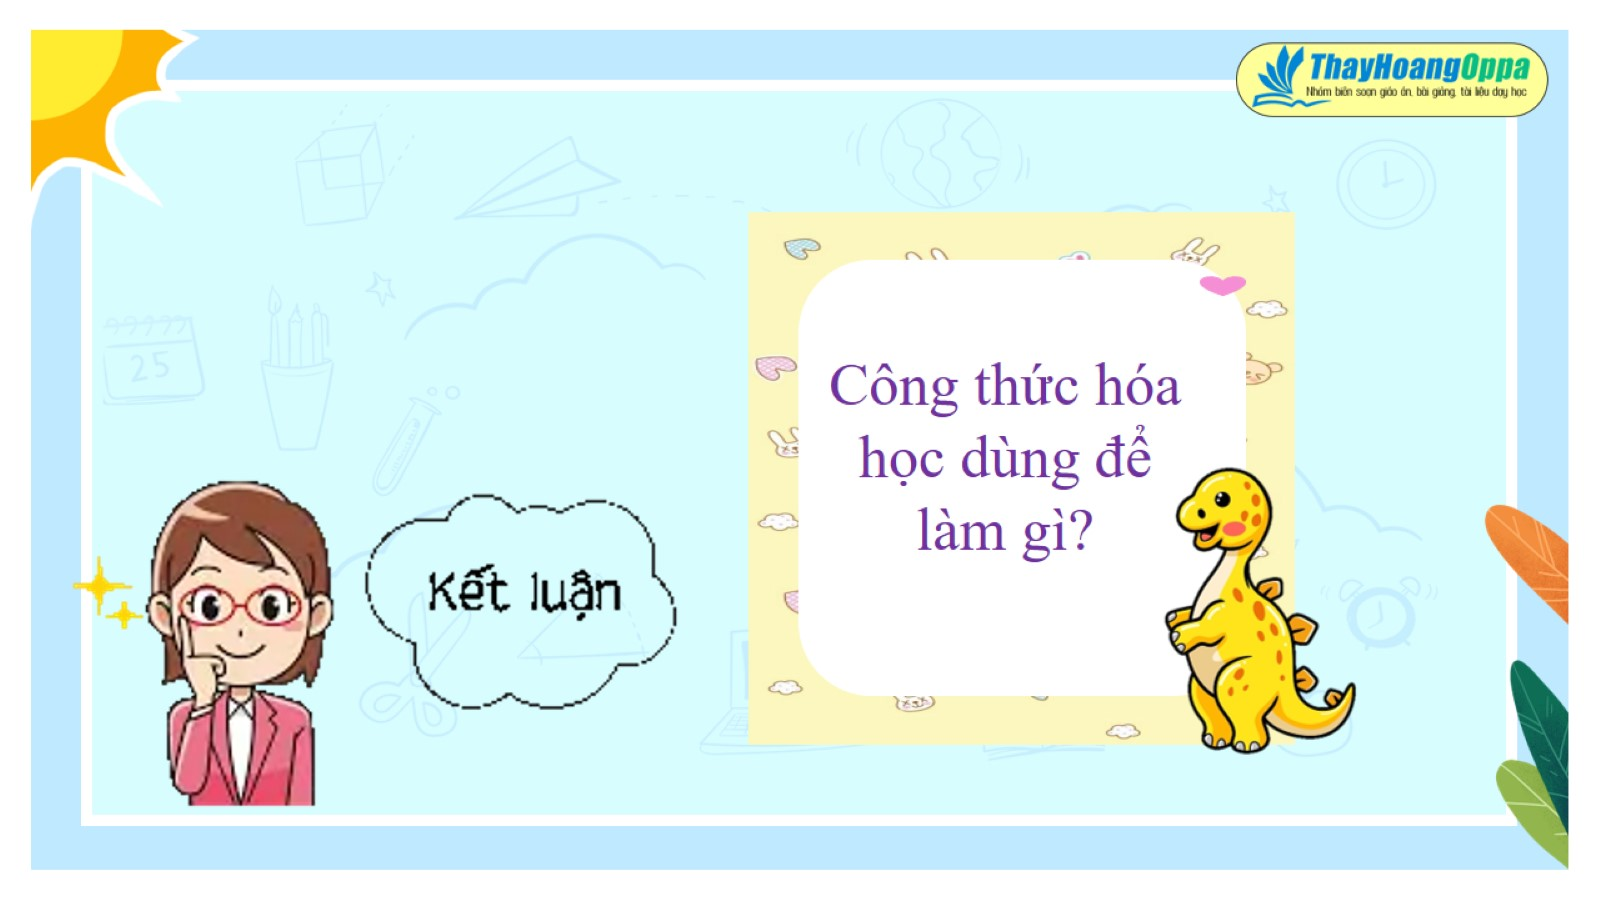 ThayHoangOppa
Nhóm biên soạn giáo án, bài giảng, tài liệu dạy học
25
Công thức hóa
học dùng để
làm gì?
Kết luận